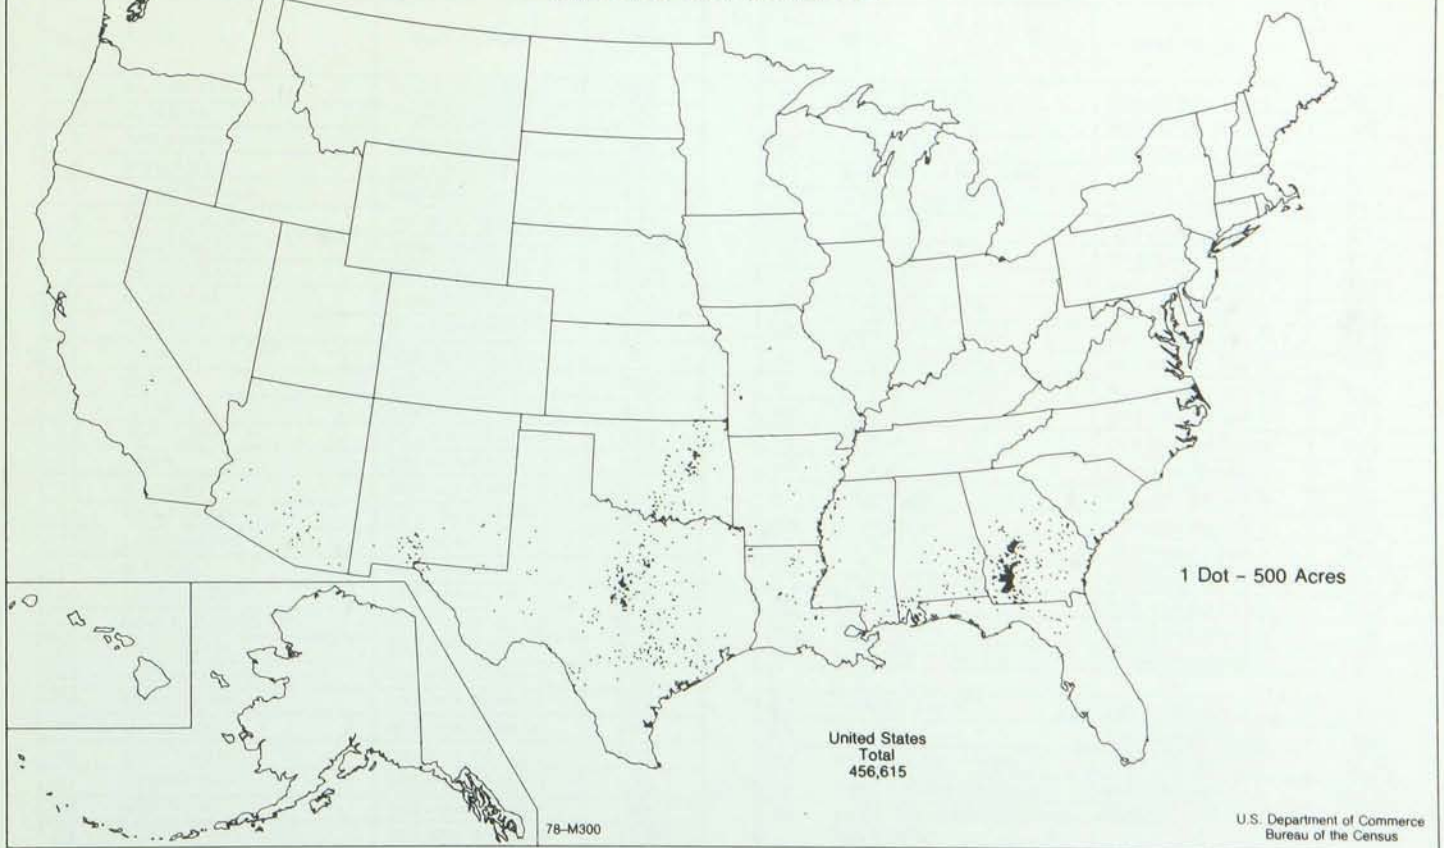 1 Dot – 500 Acres
United States
Total
456,615
78–M300
U.S. Department of Commerce
Bureau of the Census